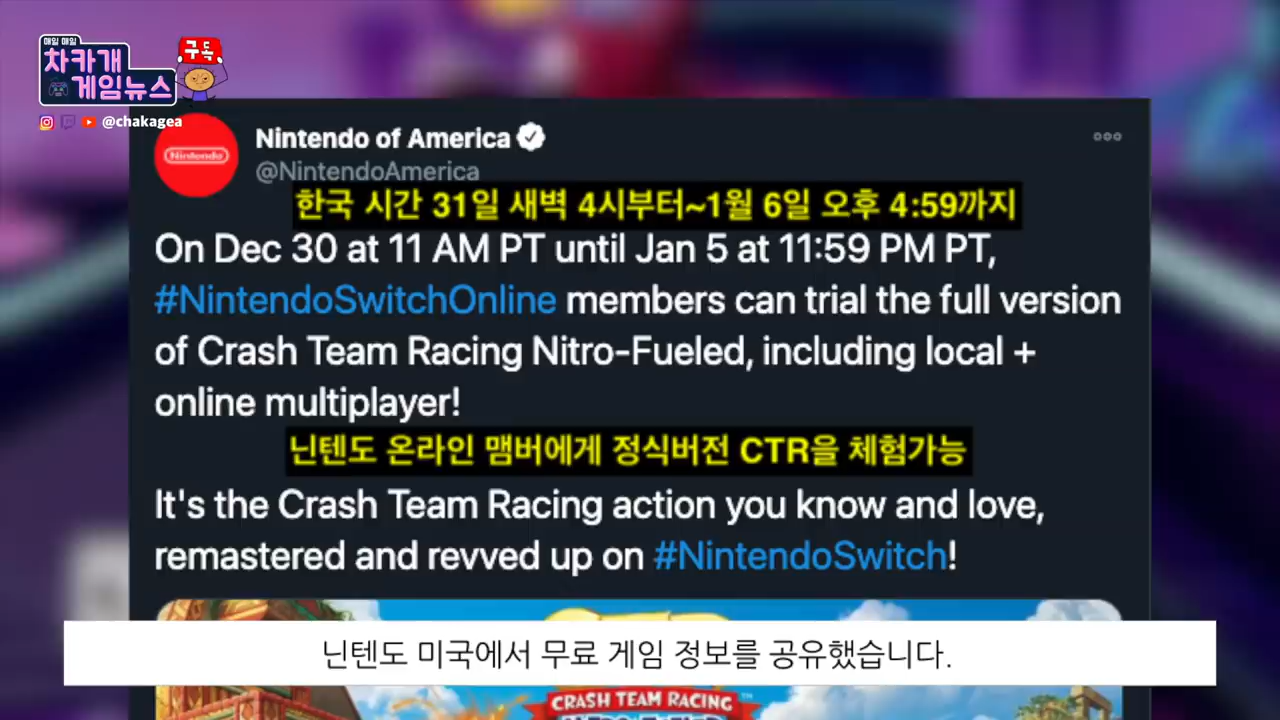 매일 매일
차카개
게임뉴스
구독
@chakagea
Nintendo
Nintendo of America
@NintendoAmerica
한국 시간 31일 새벽 4시부터~1월 6일 오후 4:59까지
On Dec 30 at 11 AM PT until Jan 5 at 11:59 PM PT,
#NintendoSwitchOnline members can trial the full version
of Crash Team Racing Nitro-Fueled, including local +
online multiplayer!
닌텐도 온라인 맴버에게 정식버전 CTR을 체험가능
It's the Crash Team Racing action you know and love,
remastered and revved up on #NintendoSwitch!
닌텐도 미국에서 무료 게임 정보를 공유했습니다.
CRASH TEAM RACING